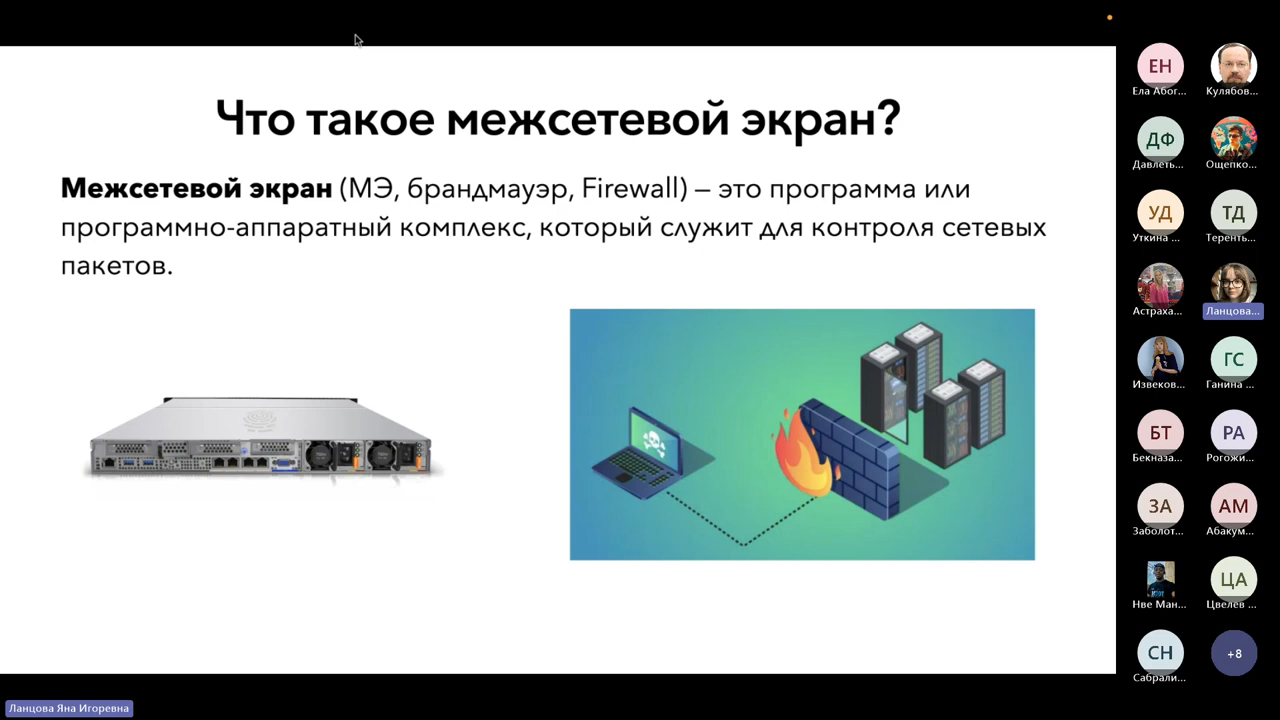 Что такое межсетевой экран?
Межсетевой экран (МЭ, брандмауэр, Firewall) – это программа или
программно-аппаратный комплекс, который служит для контроля сетевых
пакетов.
ЕН
Ела Абог...
Кулябов...
ДФ
Давлеть...
Ощепко...
УД
Уткина ...
ТД
Теренть...
Астраха...
Ланцова...
Извеков...
ГС
Ганина ...
БТ
Бекназа...
РА
Рогожи...
ЗА
Заболот...
АМ
Абакум...
Нве Ман...
ЦА
Цвелев ...
СН
Сабрали...
+8
Ланцова Яна Игоревна